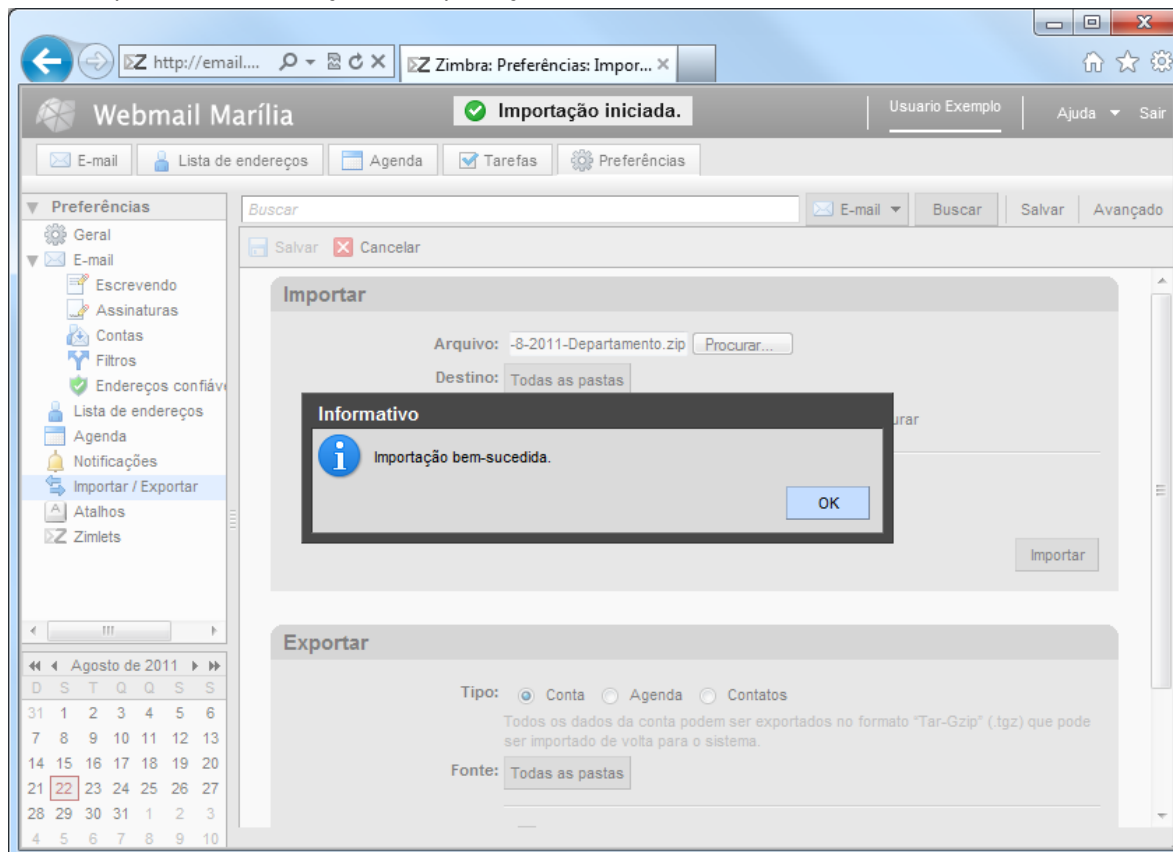 http://email....
Zimbra: Preferências: Impor...
Webmail Marília
Importação iniciada.
Usuario Exemplo
Ajuda
Sair
E-mail
Lista de endereços
Agenda
Tarefas
Preferências
Preferências
Geral
E-mail
Escrevendo
Assinaturas
Contas
Filtros
Endereços confiáv
Lista de endereços
Agenda
Notificações
Importar / Exportar
Atalhos
Zimlets
Agosto de 2011
D S T Q Q S S
31 1 2 3 4 5 6
7 8 9 10 11 12 13
14 15 16 17 18 19 20
21 22 23 24 25 26 27
28 29 30 31 1 2 3
4 5 6 7 8 9 10
Buscar
E-mail
Buscar
Salvar
Avançado
Salvar
Cancelar
Importar
Arquivo: -8-2011-Departamento.zip Procurar...
Destino: Todas as pastas
urar
Informativo
Importação bem-sucedida.
OK
Importar
Exportar
Tipo: Conta Agenda Contatos
Todos os dados da conta podem ser exportados no formato “Tar-Gzip” (.tgz) que pode
ser importado de volta para o sistema.
Fonte: Todas as pastas